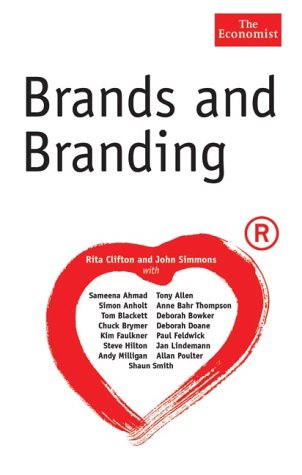 The
Economist
Brands and
Branding
®
Rita Clifton and John Simmons
with
Sameena Ahmad Tony Allen
Simon Anholt Anne Bahr Thompson
Tom Blackett Deborah Bowker
Chuck Brymer Deborah Doane
Kim Faulkner Paul Feldwick
Steve Hilton Jan Lindemann
Andy Milligan Allan Poulter
Shaun Smith